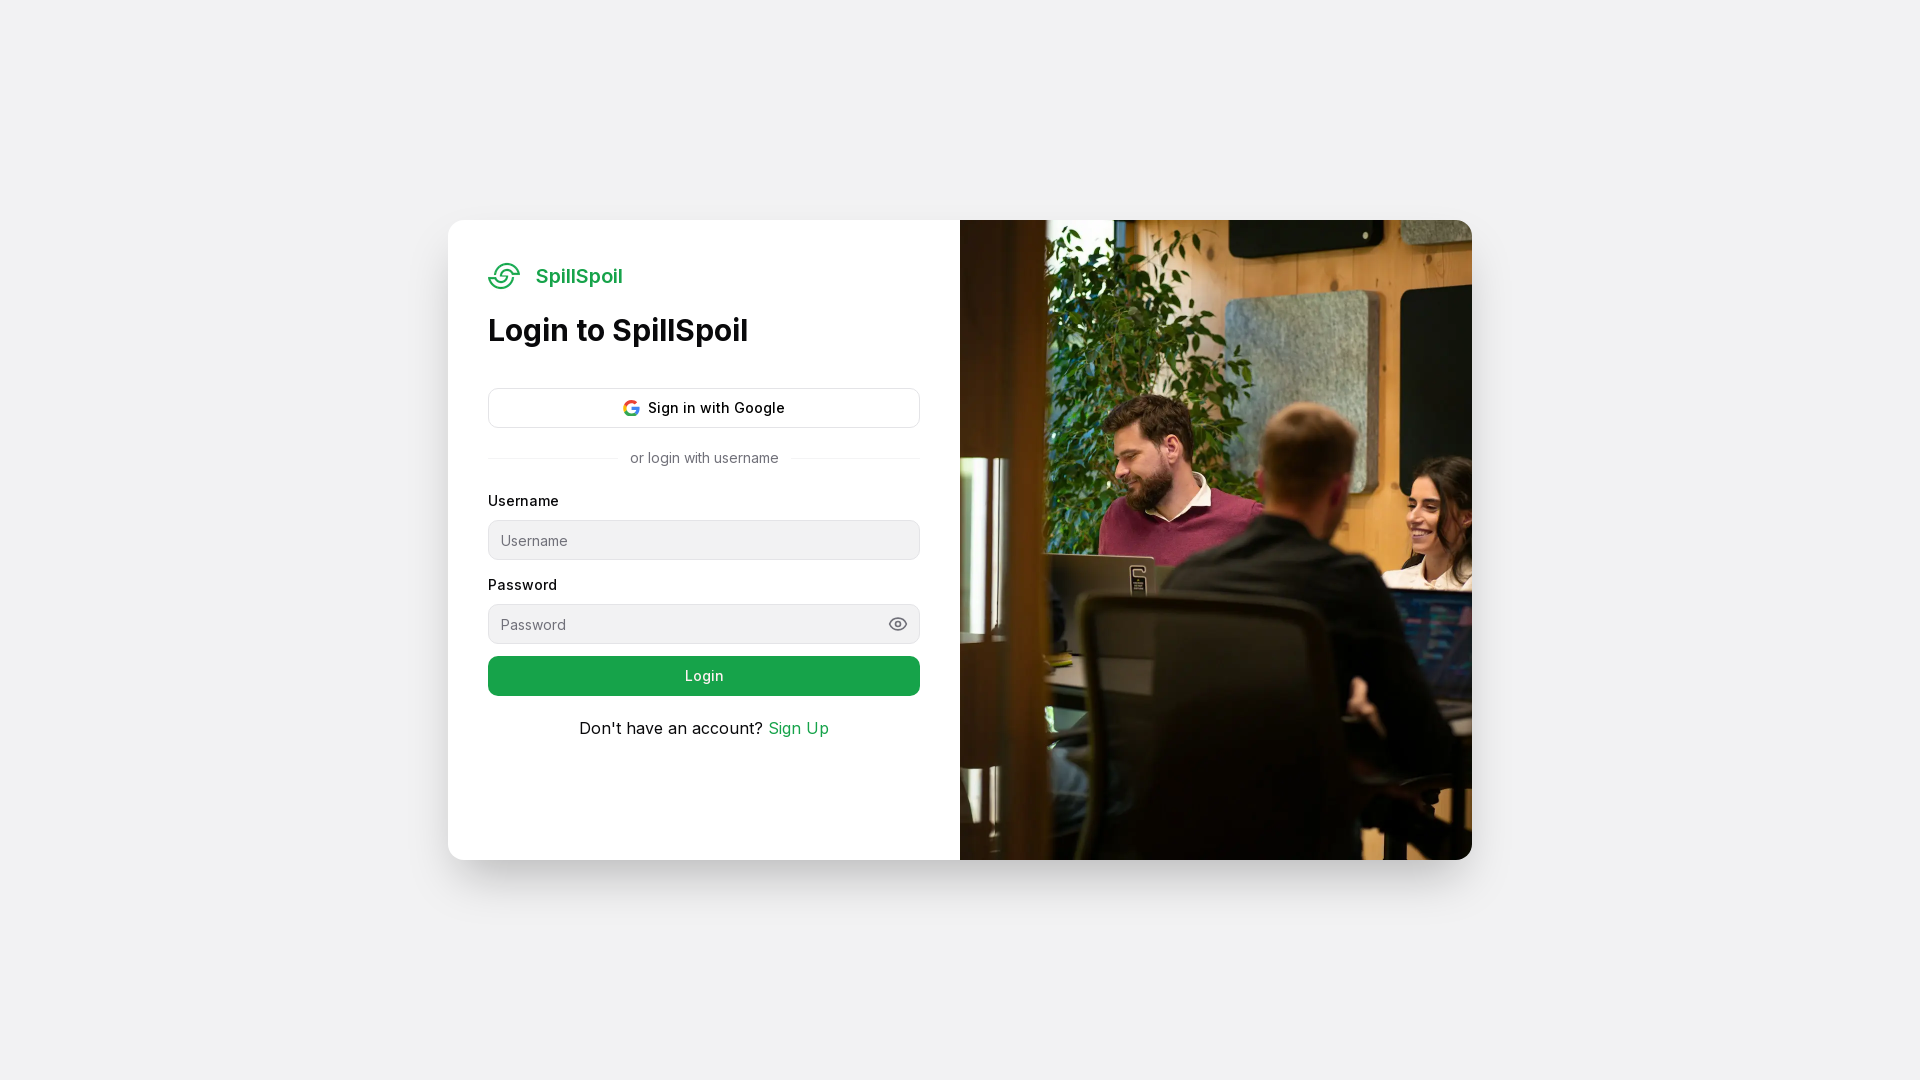 SpillSpoil
Login to SpillSpoil
Sign in with Google
or login with username
Username
Username
Password
Password
Login
Don't have an account? Sign Up